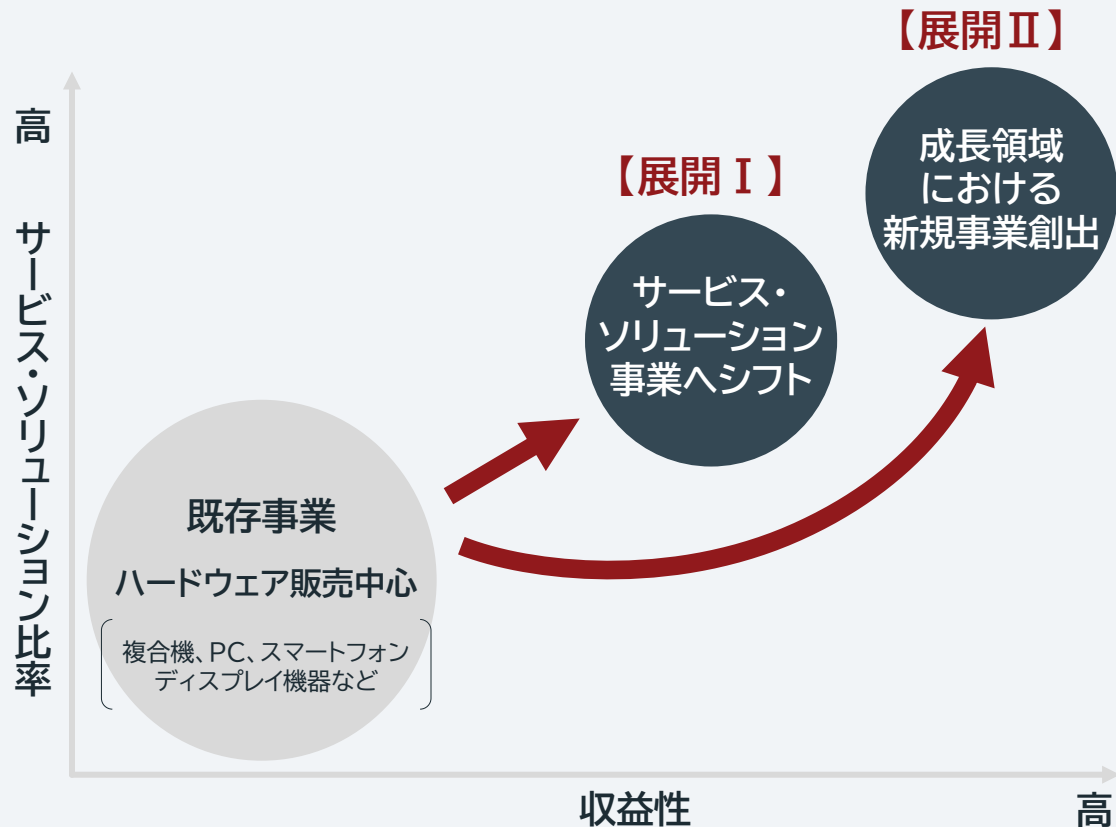 【展開Ⅱ】
成長領域
における
新規事業創出
【展開Ⅰ】
サービス・
ソリューション
事業へシフト
高
サービス・ソリューション比率
既存事業
ハードウェア販売中心
複合機、PC、スマートフォン
ディスプレイ機器など
収益性
高